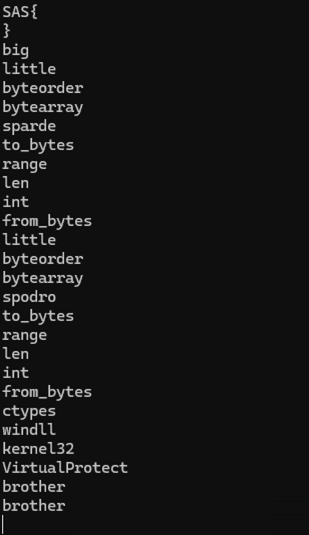 SAS{
}
big
little
byteorder
bytearray
sparde
to_bytes
range
len
int
from_bytes
little
byteorder
bytearray
spodro
to_bytes
range
len
int
from_bytes
ctypes
windll
kernel32
VirtualProtect
brother
brother